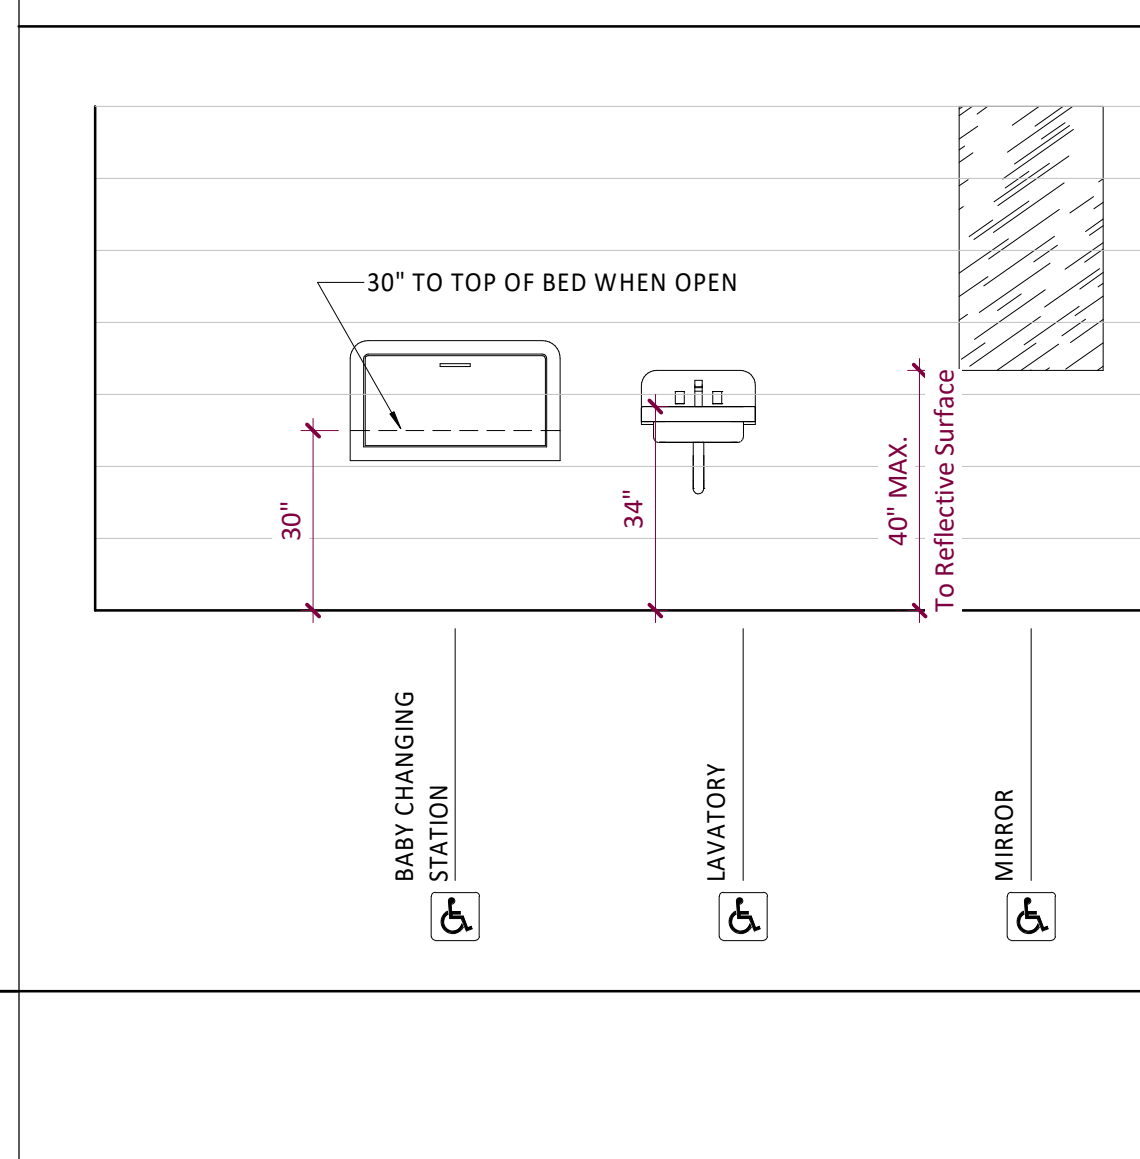 30" TO TOP OF BED WHEN OPEN
30"
34"
40" MAX.
To Reflective Surface
BABY CHANGING
STATION
LAVATORY
MIRROR